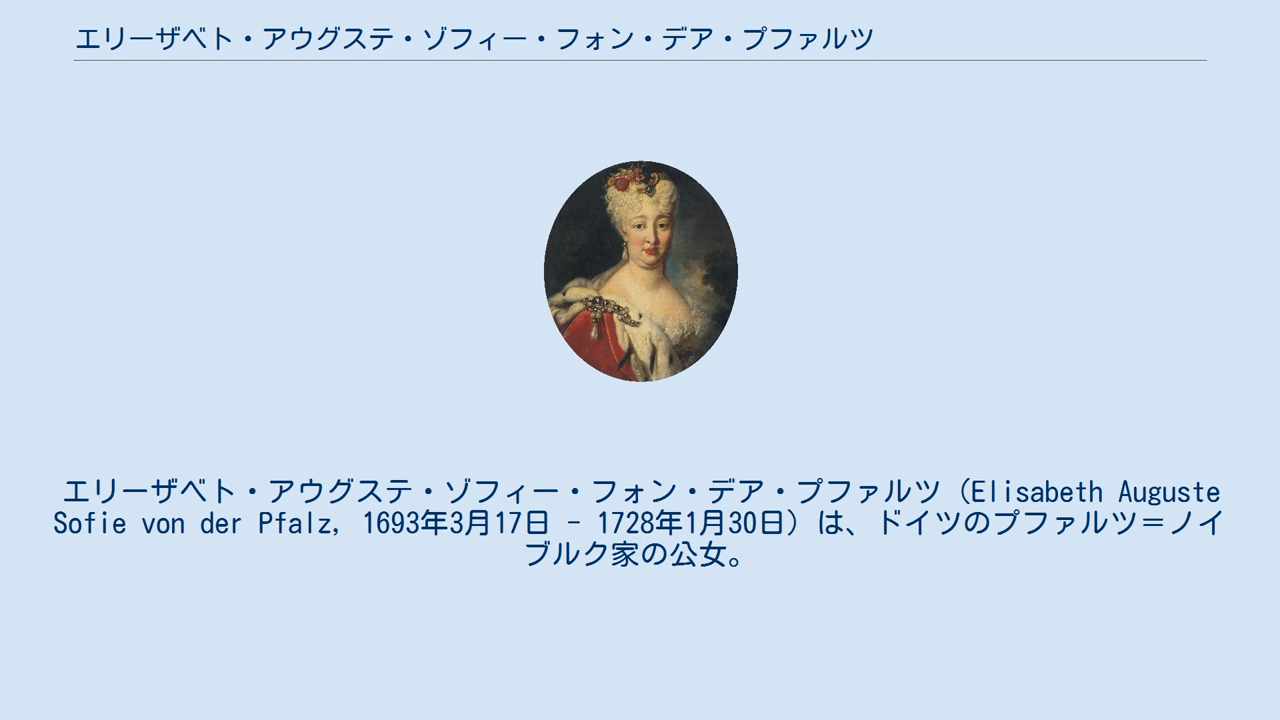 エリーザベト・アウグステ・ゾフィー・フォン・デア・プファルツ
エリーザベト・アウグステ・ゾフィー・フォン・デア・プファルツ（Elisabeth Auguste
Sofie von der Pfalz, 1693年3月17日 - 1728年1月30日）は、ドイツのプファルツ＝ノイ
ブルク家の公女。